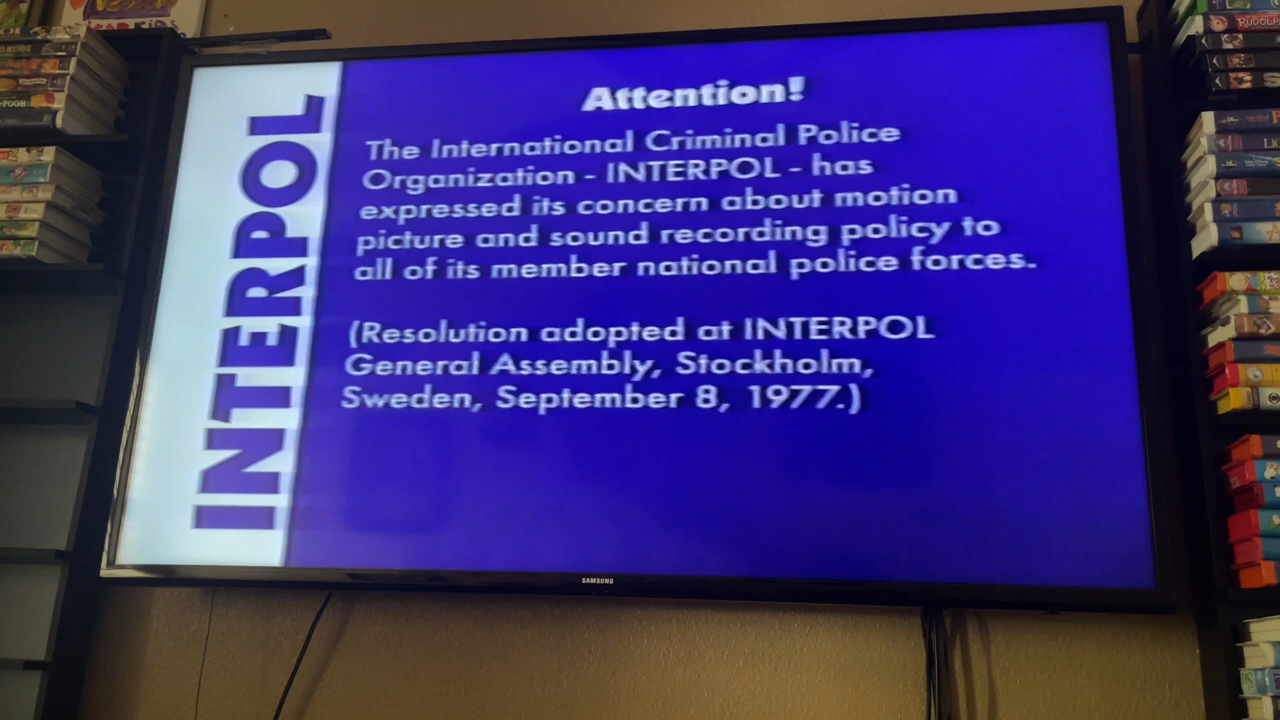 INTERPOL
Attention!
The International Criminal Police
Organization - INTERPOL - has
expressed its concern about motion
picture and sound recording policy to
all of its member national police forces.
(Resolution adopted at INTERPOL
General Assembly, Stockholm,
Sweden, September 8, 1977.)
SAMSUNG
POOH
RUDOLPH